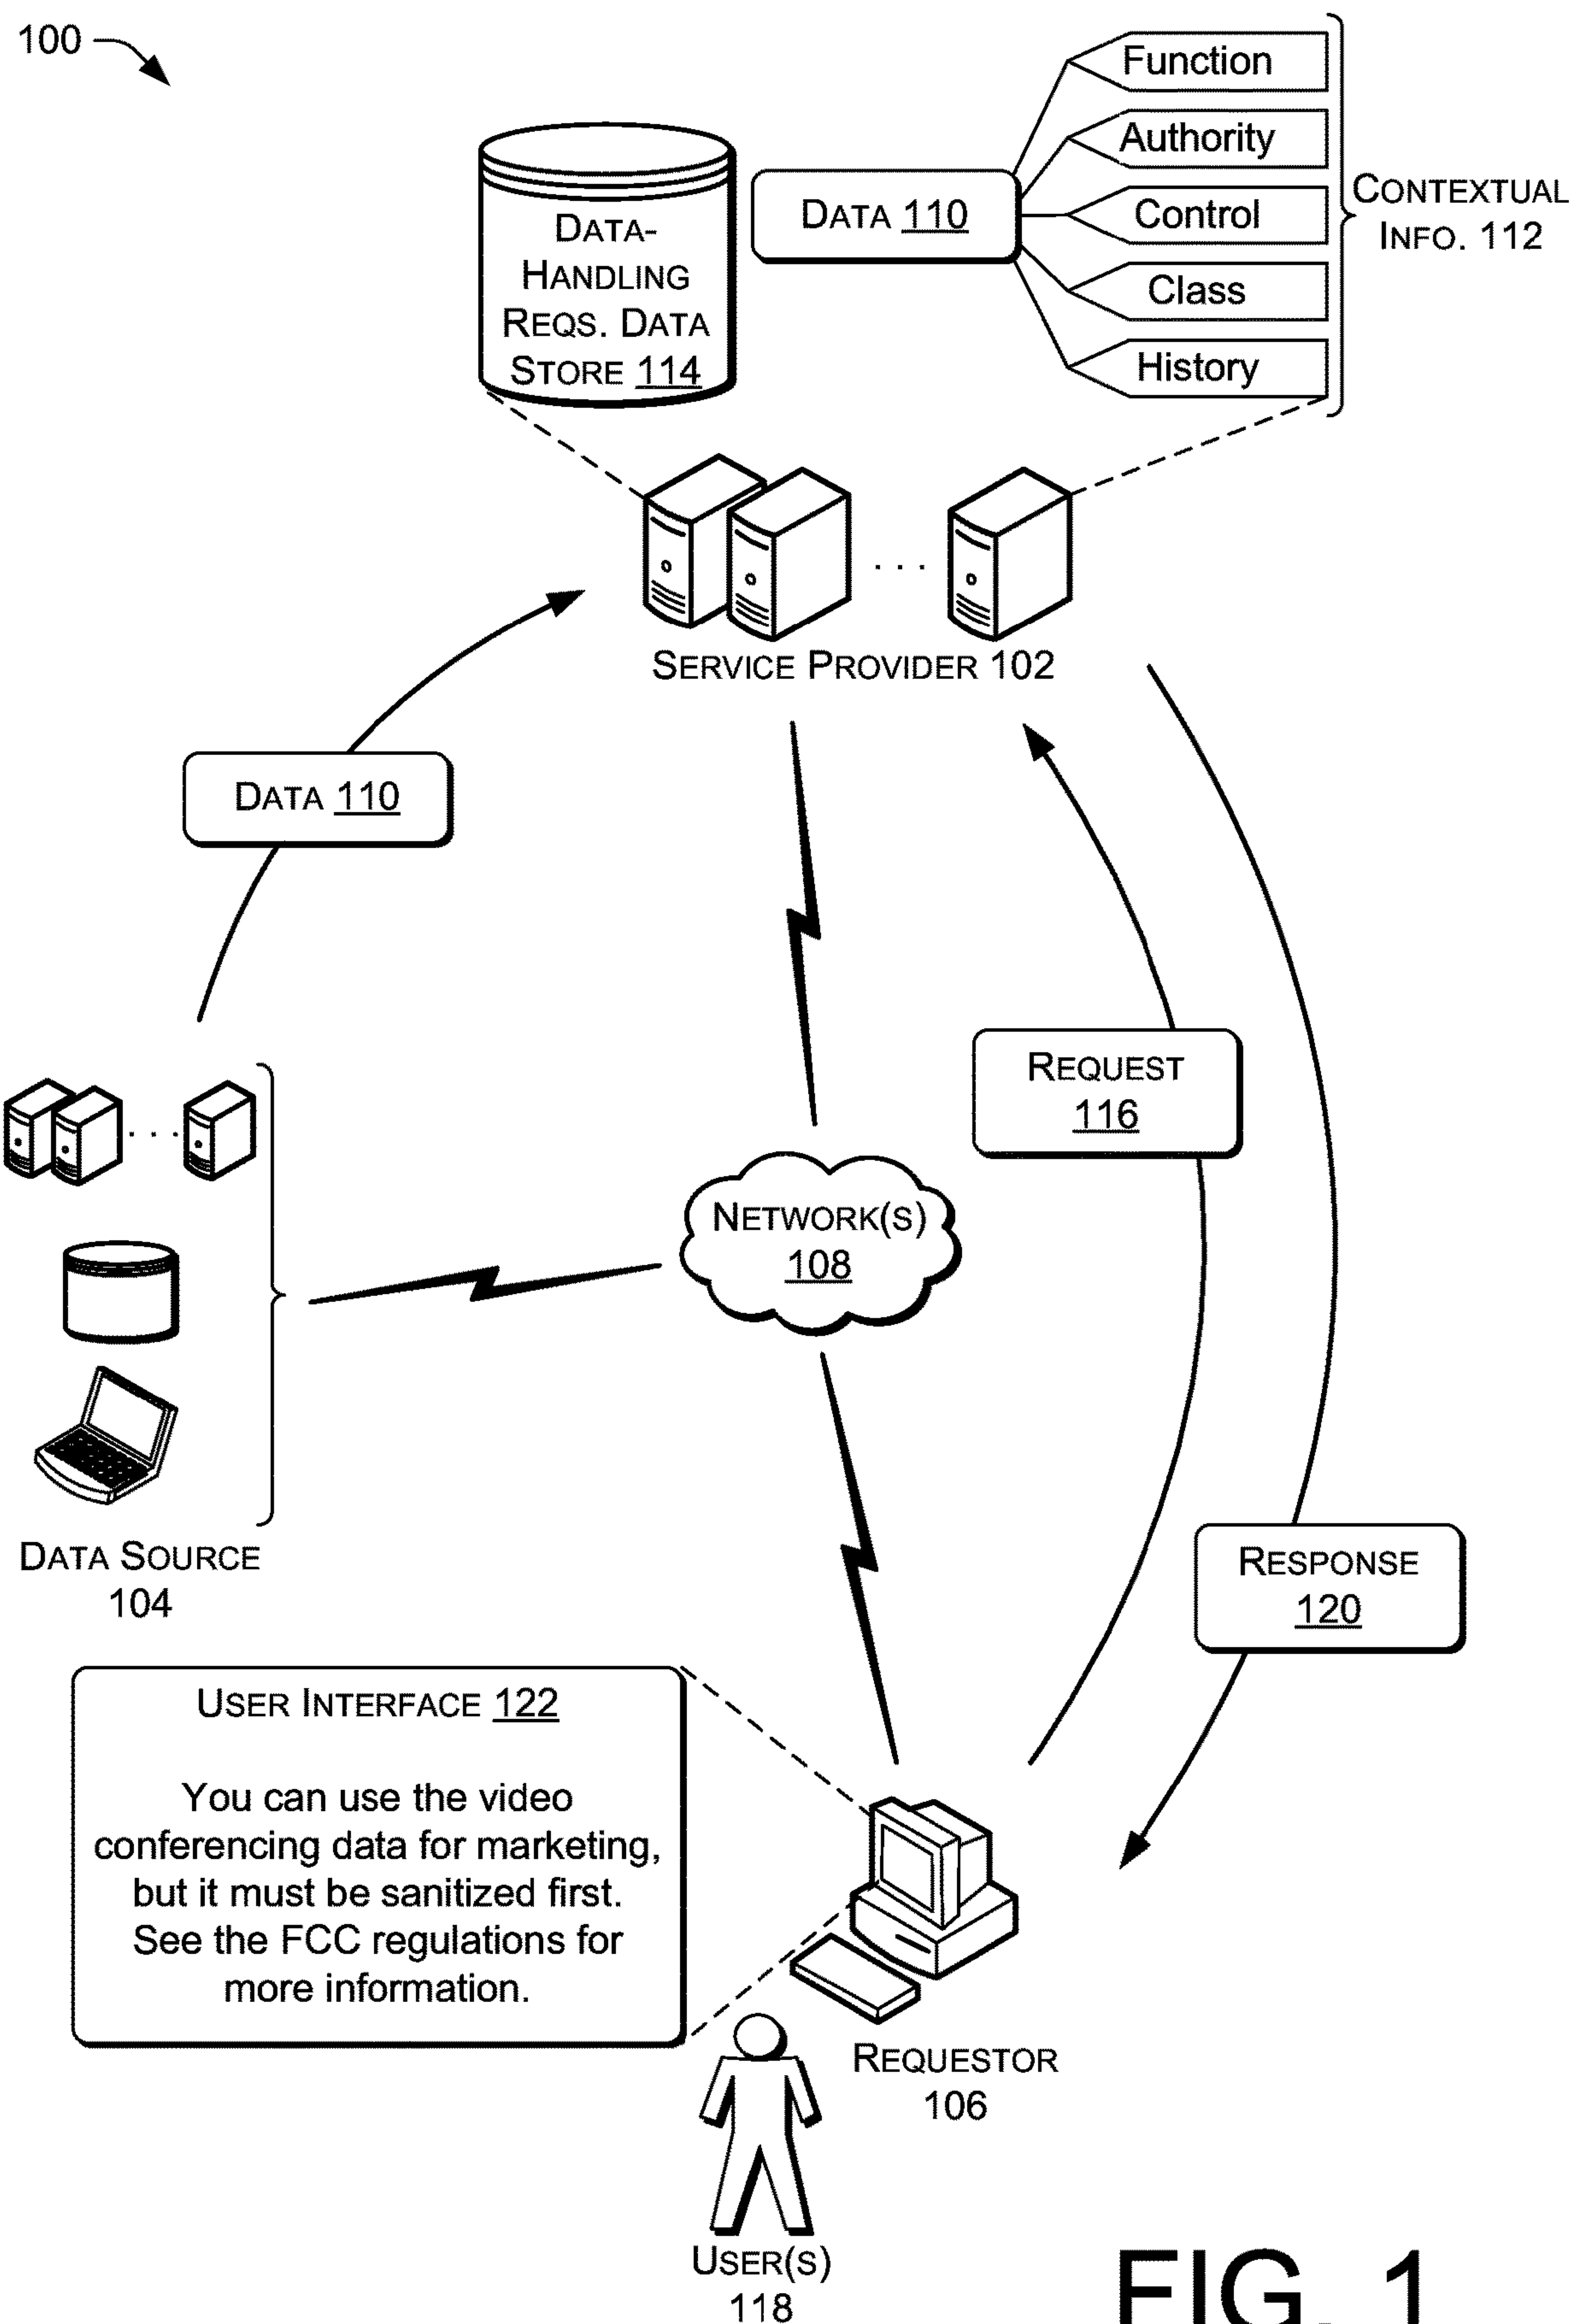 100
Function
Authority
Control
Class
History
CONTEXTUAL
INFO. 112
DATA 110
DATA-
HANDLING
REQS. DATA
STORE 114
. . .
SERVICE PROVIDER 102
DATA 110
REQUEST
116
NETWORK(S)
108
. . .
DATA SOURCE
104
RESPONSE
120
USER INTERFACE 122
You can use the video
conferencing data for marketing,
but it must be sanitized first.
See the FCC regulations for
more information.
REQUESTOR
106
USER(S)
118
FIG. 1